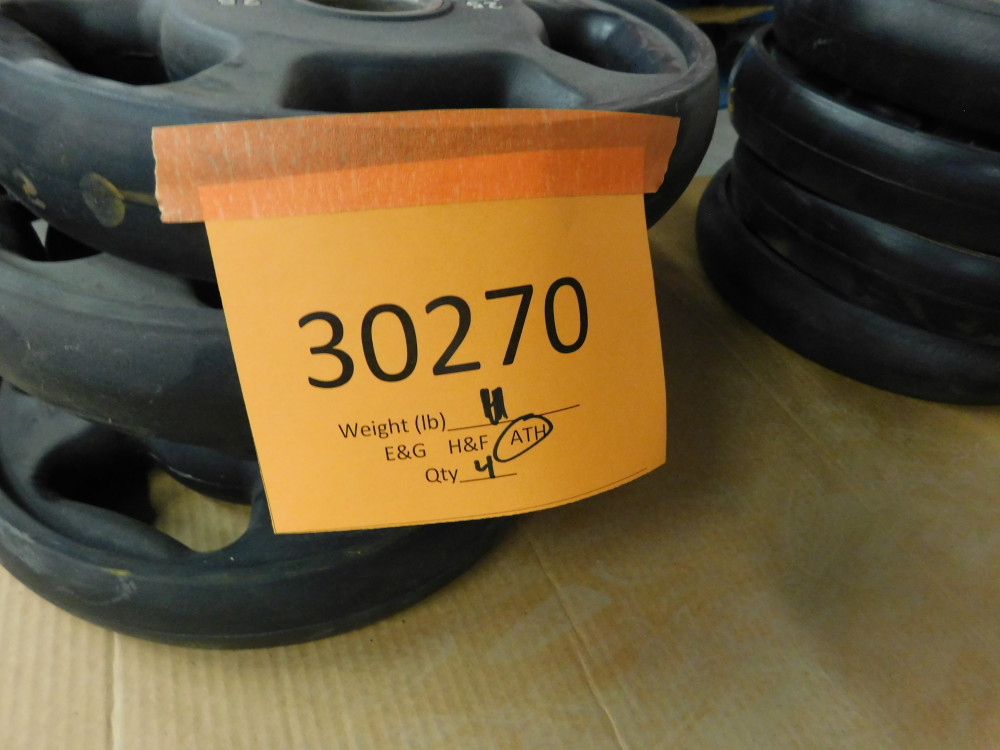 30270
Weight (lb)
E&G H&F ATH
Qty 4